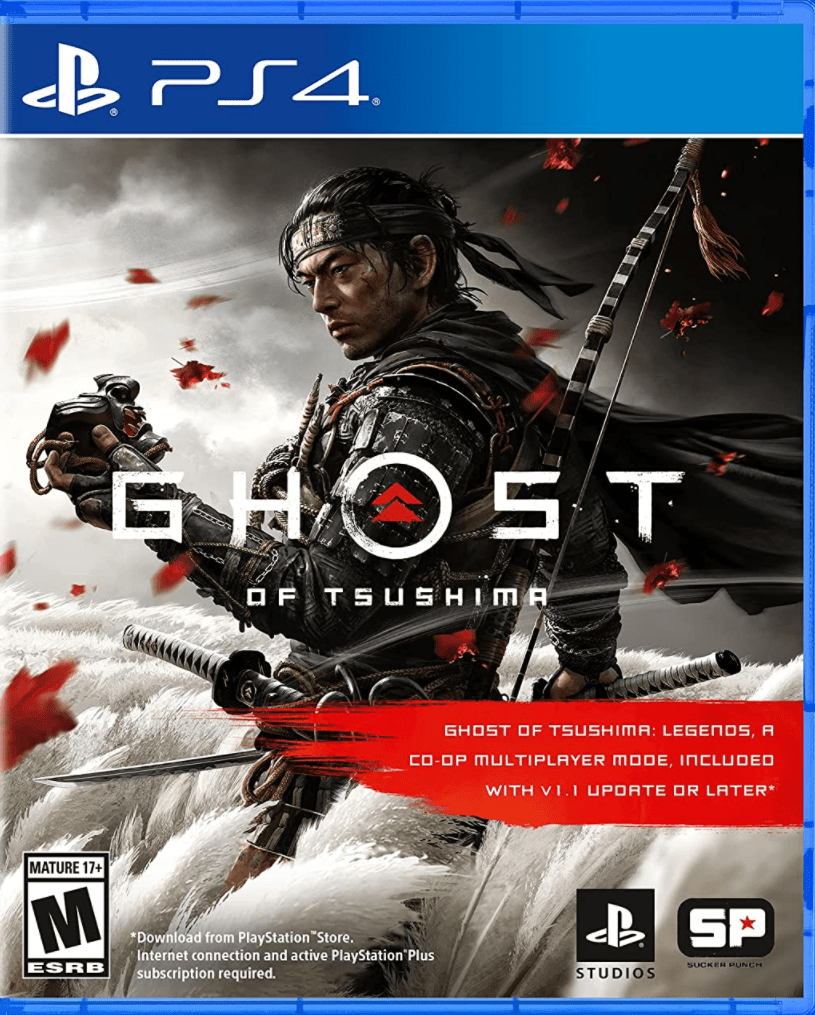 PS4®
GHOST
OF TSUSHIMA
GHOST OF TSUSHIMA: LEGENDS, A
CO-OP MULTIPLAYER MODE, INCLUDED
WITH V1.1 UPDATE OR LATER*
MATURE 17+
M
ESRB
*Download from PlayStation™Store.
Internet connection and active PlayStation®Plus
subscription required.
STUDIOS
SP
SUCKER PUNCH